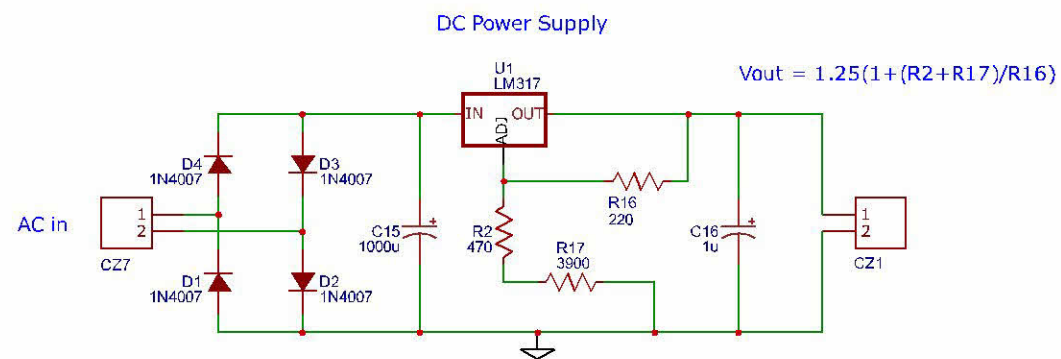 DC Power Supply
Vout = 1.25(1+(R2+R17)/R16)
U1
LM317
IN OUT
ADJ
D4
1N4007
D3
1N4007
AC in
1
2
CZ7
D1
1N4007
D2
1N4007
C15
1000u
+
R2
470
R16
220
R17
3900
C16
1u
+
1
2
CZ1